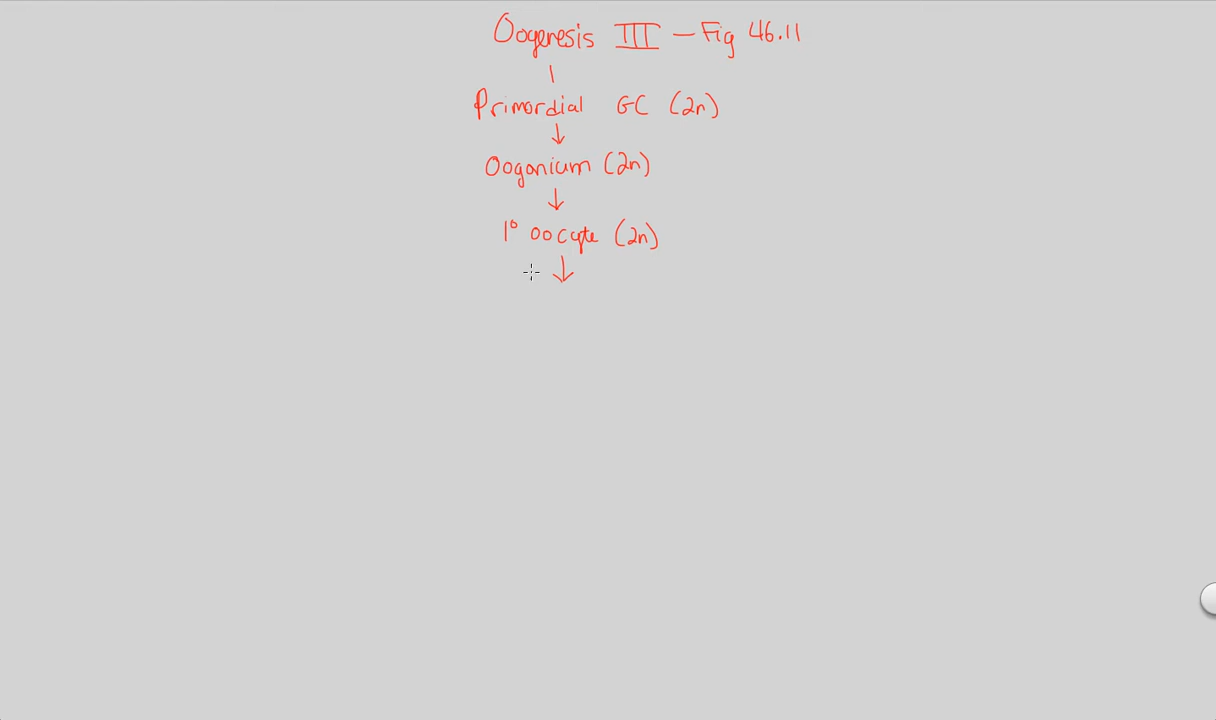 Oogenesis III - Fig 46.11
Primordial GC (2n)
Oogonium (2n)
1° oocyte (2n)